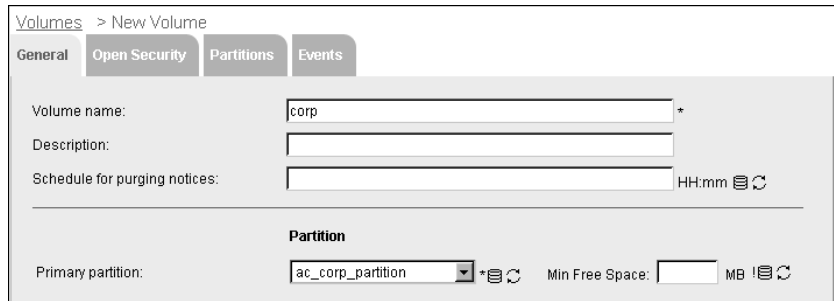 Volumes > New Volume
General Open Security Partitions Events
Volume name: corp *
Description:
Schedule for purging notices: HH:mm
Partition
Primary partition: ac_corp_partition * Min Free Space: MB !